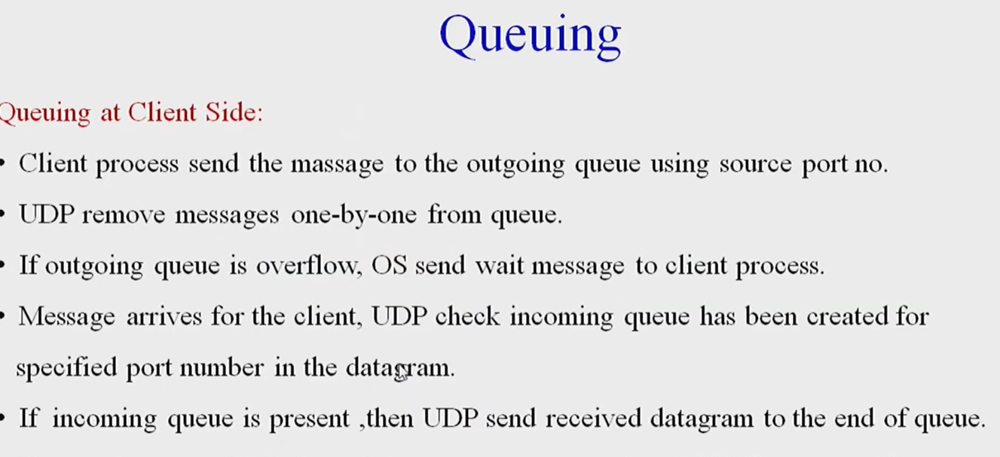 Queuing
Queuing at Client Side:
• Client process send the massage to the outgoing queue using source port no.
• UDP remove messages one-by-one from queue.
• If outgoing queue is overflow, OS send wait message to client process.
• Message arrives for the client, UDP check incoming queue has been created for
specified port number in the datagram.
• If incoming queue is present ,then UDP send received datagram to the end of queue.